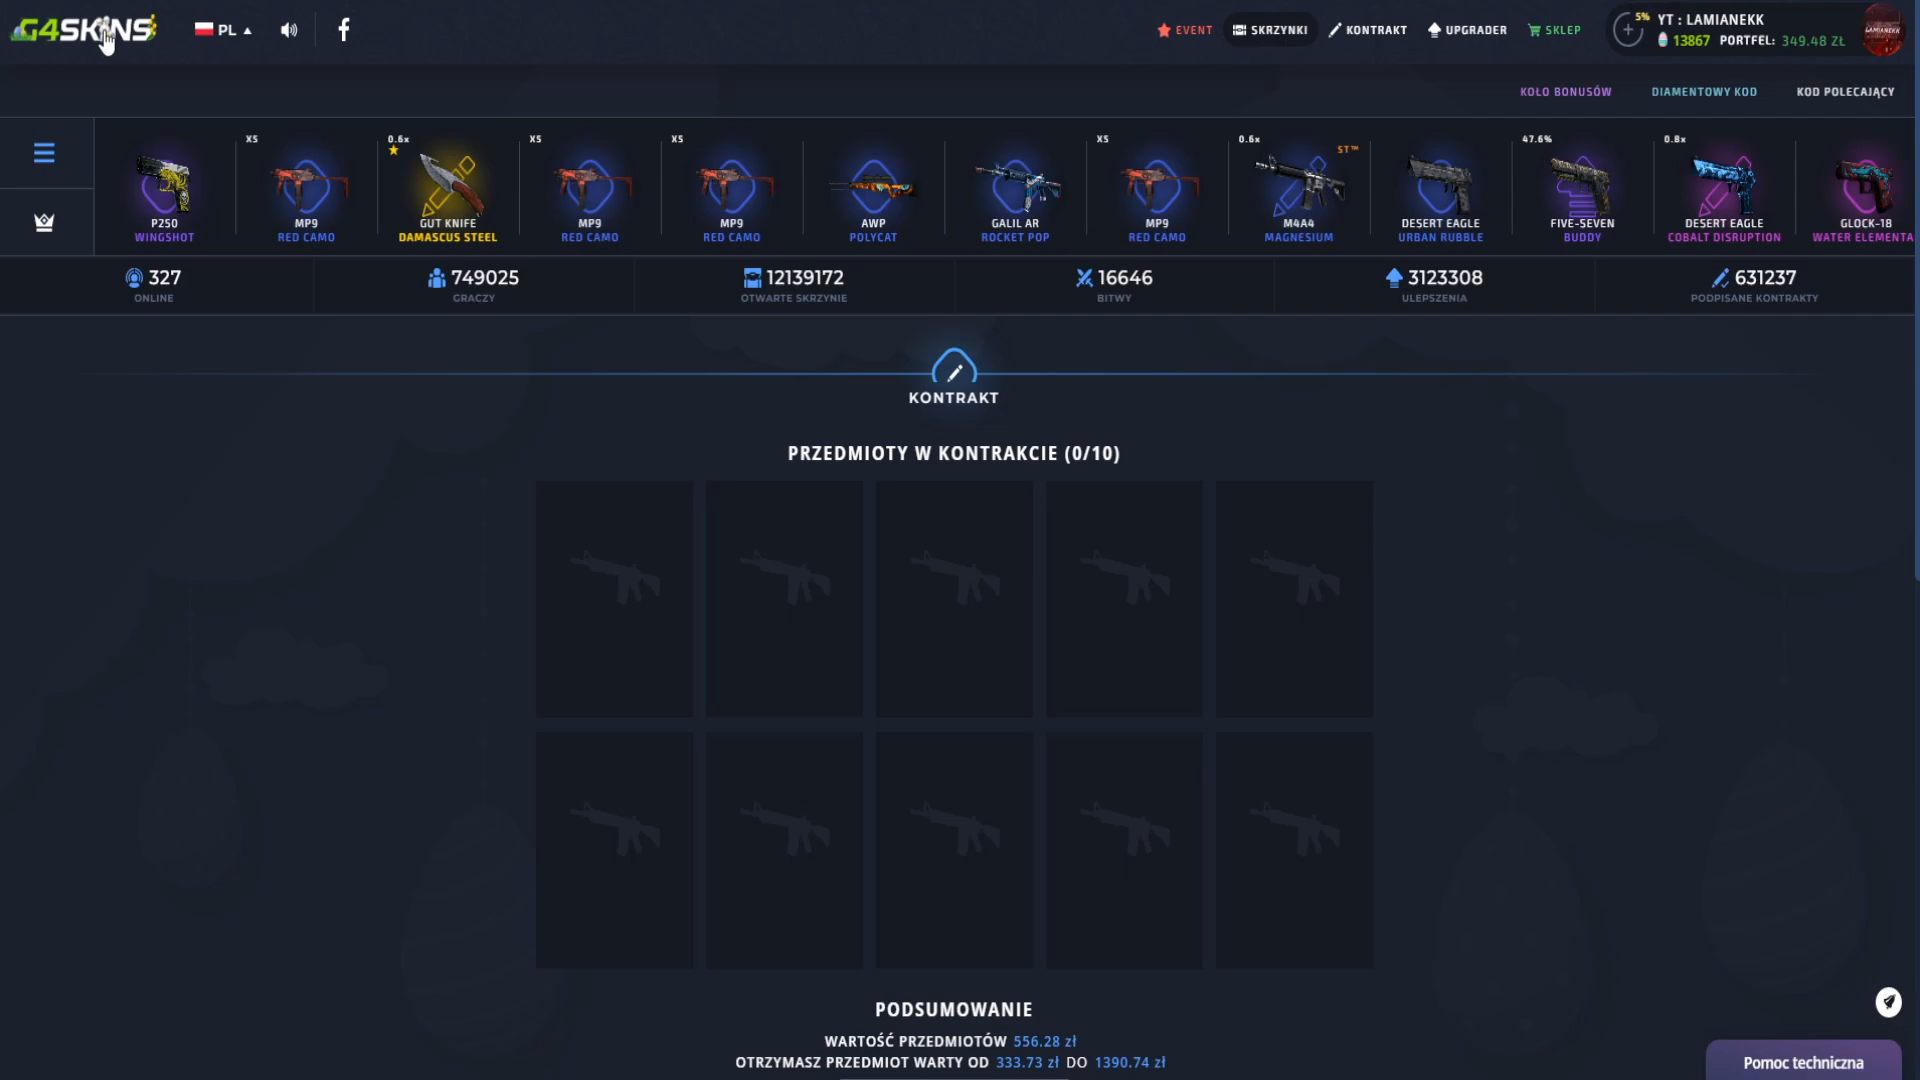 G4SKINS
PL
EVENT
SKRZYNKI
KONTRAKT
UPGRADER
SKLEP
5%
YT : LAMIANEKK
13867 PORTFEL: 349.48 ZŁ
LAMIANEKK
KOŁO BONUSÓW
DIAMENTOWY KOD
KOD POLECAJĄCY
P250
WINGSHOT
X5
MP9
RED CAMO
0.6x
GUT KNIFE
DAMASCUS STEEL
X5
MP9
RED CAMO
X5
MP9
RED CAMO
AWP
POLYCAT
GALIL AR
ROCKET POP
X5
MP9
RED CAMO
0.6x
ST™
M4A4
MAGNESIUM
DESERT EAGLE
URBAN RUBBLE
47.6%
FIVE-SEVEN
BUDDY
0.8x
DESERT EAGLE
COBALT DISRUPTION
GLOCK-18
WATER ELEMENTA
327
ONLINE
749025
GRACZY
12139172
OTWARTE SKRZYNIE
16646
BITWY
3123308
ULEPSZENIA
631237
PODPISANE KONTRAKTY
KONTRAKT
PRZEDMIOTY W KONTRAKCIE (0/10)
PODSUMOWANIE
WARTOŚĆ PRZEDMIOTÓW 556.28 zł
OTRZYMASZ PRZEDMIOT WARTY OD 333.73 zł DO 1390.74 zł
Pomoc techniczna